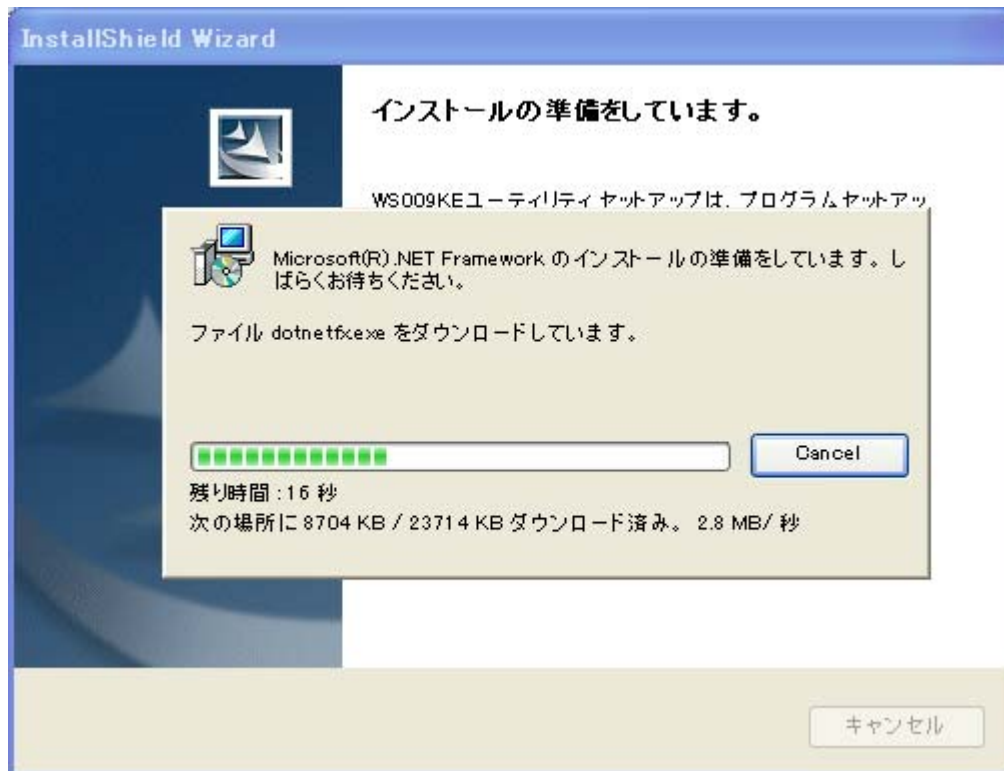 InstallShield Wizard
インストールの準備をしています。
WS009KEユーティリティ セットアップは、プログラムセットアッ
Microsoft(R) .NET Framework のインストールの準備をしています。し
ばらくお待ちください。
ファイル dotnetfx.exe をダウンロードしています。
Cancel
残り時間 : 16 秒
次の場所に 8704 KB / 23714 KB ダウンロード済み。 2.8 MB/ 秒
キャンセル